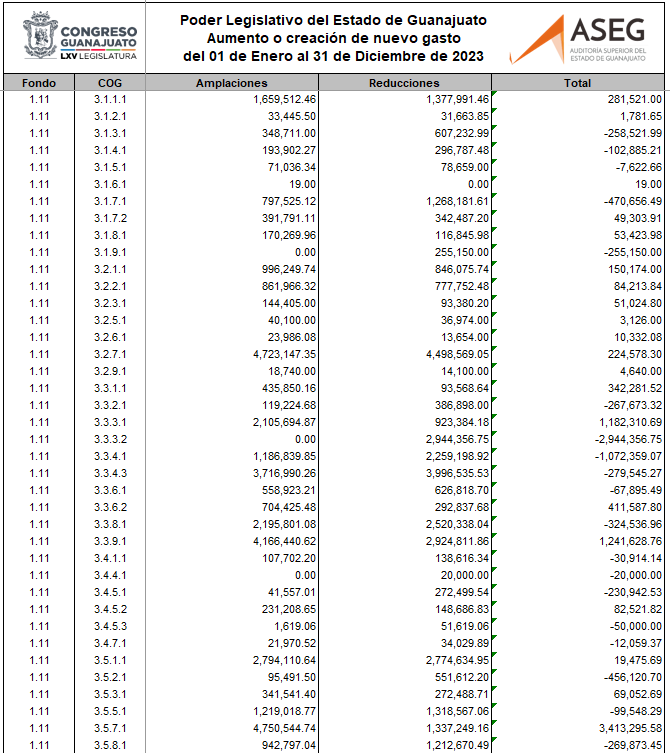 CONGRESO
GUANAJUATO
LXV LEGISLATURA
Poder Legislativo del Estado de Guanajuato
Aumento o creación de nuevo gasto
del 01 de Enero al 31 de Diciembre de 2023
ASEG
AUDITORÍA SUPERIOR DEL
ESTADO DE GUANAJUATO
Fondo COG Amplaciones Reducciones Total
1.11 3.1.1.1 1,659,512.46 1,377,991.46 281,521.00
1.11 3.1.2.1 33,445.50 31,663.85 1,781.65
1.11 3.1.3.1 348,711.00 607,232.99 -258,521.99
1.11 3.1.4.1 193,902.27 296,787.48 -102,885.21
1.11 3.1.5.1 71,036.34 78,659.00 -7,622.66
1.11 3.1.6.1 19.00 0.00 19.00
1.11 3.1.7.1 797,525.12 1,268,181.61 -470,656.49
1.11 3.1.7.2 391,791.11 342,487.20 49,303.91
1.11 3.1.8.1 170,269.96 116,845.98 53,423.98
1.11 3.1.9.1 0.00 255,150.00 -255,150.00
1.11 3.2.1.1 996,249.74 846,075.74 150,174.00
1.11 3.2.2.1 861,966.32 777,752.48 84,213.84
1.11 3.2.3.1 144,405.00 93,380.20 51,024.80
1.11 3.2.5.1 40,100.00 36,974.00 3,126.00
1.11 3.2.6.1 23,986.08 13,654.00 10,332.08
1.11 3.2.7.1 4,723,147.35 4,498,569.05 224,578.30
1.11 3.2.9.1 18,740.00 14,100.00 4,640.00
1.11 3.3.1.1 435,850.16 93,568.64 342,281.52
1.11 3.3.2.1 119,224.68 386,898.00 -267,673.32
1.11 3.3.3.1 2,105,694.87 923,384.18 1,182,310.69
1.11 3.3.3.2 0.00 2,944,356.75 -2,944,356.75
1.11 3.3.4.1 1,186,839.85 2,259,198.92 -1,072,359.07
1.11 3.3.4.3 3,716,990.26 3,996,535.53 -279,545.27
1.11 3.3.6.1 558,923.21 626,818.70 -67,895.49
1.11 3.3.6.2 704,425.48 292,837.68 411,587.80
1.11 3.3.8.1 2,195,801.08 2,520,338.04 -324,536.96
1.11 3.3.9.1 4,166,440.62 2,924,811.86 1,241,628.76
1.11 3.4.1.1 107,702.20 138,616.34 -30,914.14
1.11 3.4.4.1 0.00 20,000.00 -20,000.00
1.11 3.4.5.1 41,557.01 272,499.54 -230,942.53
1.11 3.4.5.2 231,208.65 148,686.83 82,521.82
1.11 3.4.5.3 1,619.06 51,619.06 -50,000.00
1.11 3.4.7.1 21,970.52 34,029.89 -12,059.37
1.11 3.5.1.1 2,794,110.64 2,774,634.95 19,475.69
1.11 3.5.2.1 95,491.50 551,612.20 -456,120.70
1.11 3.5.3.1 341,541.40 272,488.71 69,052.69
1.11 3.5.5.1 1,219,018.77 1,318,567.06 -99,548.29
1.11 3.5.7.1 4,750,544.74 1,337,249.16 3,413,295.58
1.11 3.5.8.1 942,797.04 1,212,670.49 -269,873.45